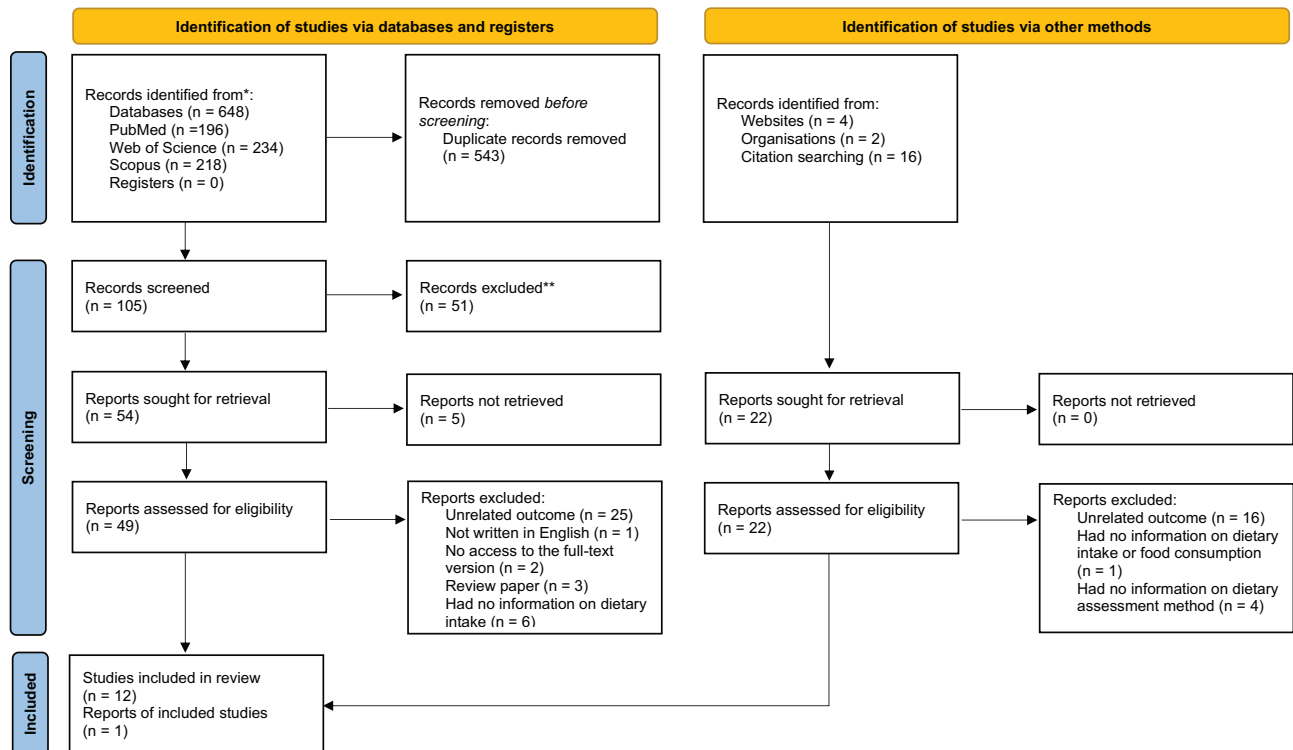 Identification of studies via databases and registers
Identification of studies via other methods
Identification
Records identified from*:
Databases (n = 648)
PubMed (n =196)
Web of Science (n = 234)
Scopus (n = 218)
Registers (n = 0)
Records removed before
screening:
Duplicate records removed
(n = 543)
Records identified from:
Websites (n = 4)
Organisations (n = 2)
Citation searching (n = 16)
Screening
Records screened
(n = 105)
Records excluded**
(n = 51)
Reports sought for retrieval
(n = 54)
Reports not retrieved
(n = 5)
Reports sought for retrieval
(n = 22)
Reports not retrieved
(n = 0)
Reports assessed for eligibility
(n = 49)
Reports excluded:
Unrelated outcome (n = 25)
Not written in English (n = 1)
No access to the full-text
version (n = 2)
Review paper (n = 3)
Had no information on dietary
intake (n = 6)
Reports assessed for eligibility
(n = 22)
Reports excluded:
Unrelated outcome (n = 16)
Had no information on dietary
intake or food consumption
(n = 1)
Had no information on dietary
assessment method (n = 4)
Included
Studies included in review
(n = 12)
Reports of included studies
(n = 1)